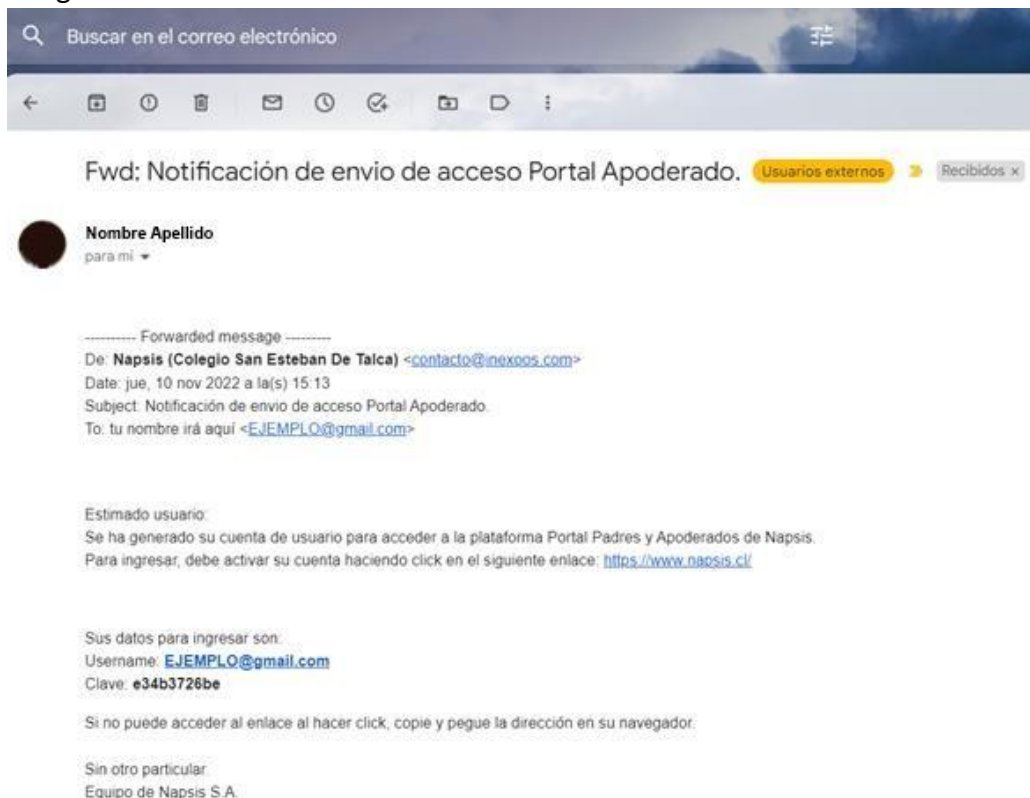 Buscar en el correo electrónico
Fwd: Notificación de envio de acceso Portal Apoderado. Usuarios externos Recibidos x
Nombre Apellido
para mí
---------- Forwarded message ---------
De: Napsis (Colegio San Esteban De Talca) <contacto@inexoos.com>
Date: jue, 10 nov 2022 a la(s) 15:13
Subject: Notificación de envio de acceso Portal Apoderado.
To: tu nombre irá aquí <EJEMPLO@gmail.com>
Estimado usuario:
Se ha generado su cuenta de usuario para acceder a la plataforma Portal Padres y Apoderados de Napsis.
Para ingresar, debe activar su cuenta haciendo click en el siguiente enlace: https://www.napsis.cl/
Sus datos para ingresar son:
Username: EJEMPLO@gmail.com
Clave: e34b3726be
Si no puede acceder al enlace al hacer click, copie y pegue la dirección en su navegador.
Sin otro particular
Equipo de Napsis S.A.